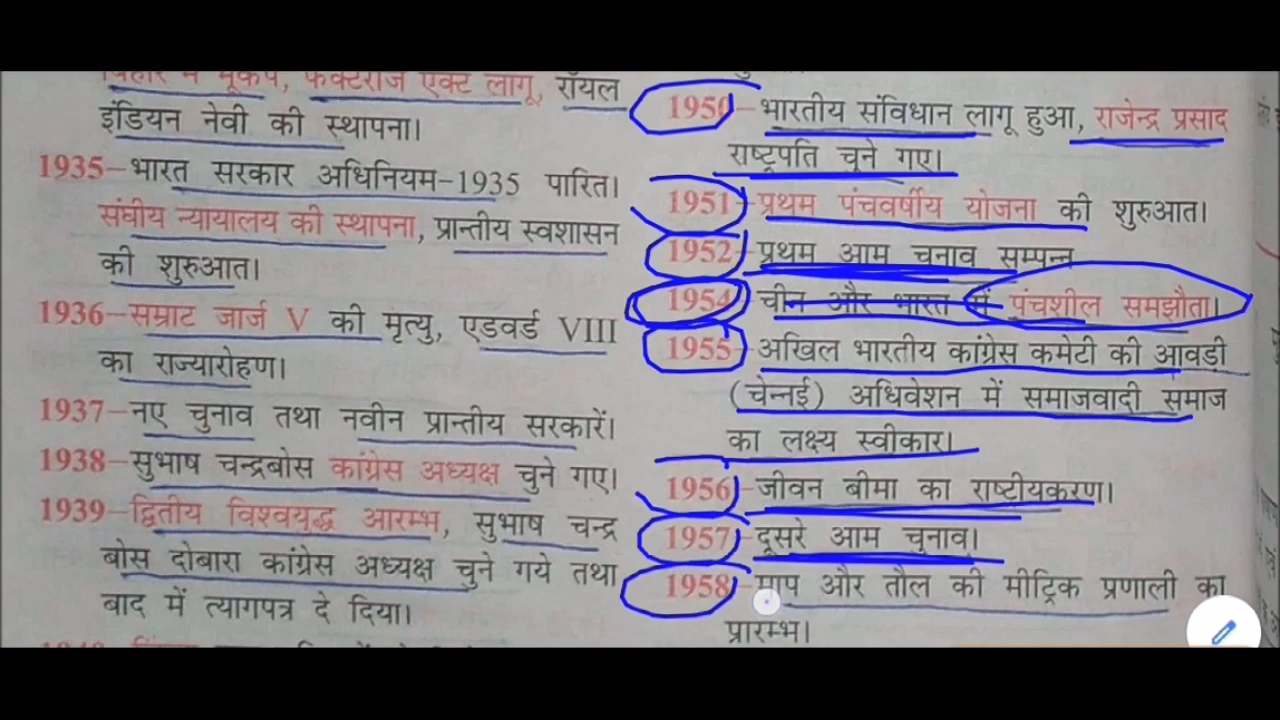 बिहार में भूकंप, फैक्टरीज एक्ट लागू, रॉयल
इंडियन नेवी की स्थापना।
1935–भारत सरकार अधिनियम-1935 पारित।
संघीय न्यायालय की स्थापना, प्रान्तीय स्वशासन
की शुरुआत।
1936–सम्राट जार्ज V की मृत्यु, एडवर्ड VIII
का राज्यारोहण।
1937–नए चुनाव तथा नवीन प्रान्तीय सरकारें।
1938–सुभाष चन्द्रबोस कांग्रेस अध्यक्ष चुने गए।
1939–द्वितीय विश्वयुद्ध आरम्भ, सुभाष चन्द्र
बोस दोबारा कांग्रेस अध्यक्ष चुने गये तथा
बाद में त्यागपत्र दे दिया।
1950–भारतीय संविधान लागू हुआ, राजेन्द्र प्रसाद
राष्ट्रपति चुने गए।
1951–प्रथम पंचवर्षीय योजना की शुरुआत।
1952–प्रथम आम चुनाव सम्पन्न
1954–चीन और भारत में पंचशील समझौता।
1955–अखिल भारतीय कांग्रेस कमेटी की आवड़ी
(चेन्नई) अधिवेशन में समाजवादी समाज
का लक्ष्य स्वीकार।
1956–जीवन बीमा का राष्टीयकरण।
1957–दूसरे आम चुनाव।
1958–माप और तौल की मीट्रिक प्रणाली का
प्रारम्भ।